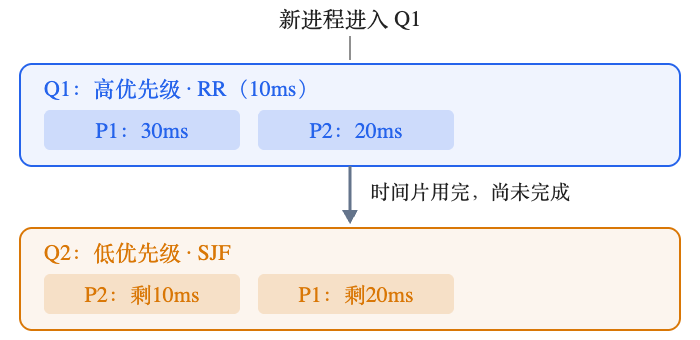 新进程进入 Q1
Q1：高优先级 · RR（10ms）
P1：30ms
P2：20ms
时间片用完，尚未完成
Q2：低优先级 · SJF
P2：剩10ms
P1：剩20ms